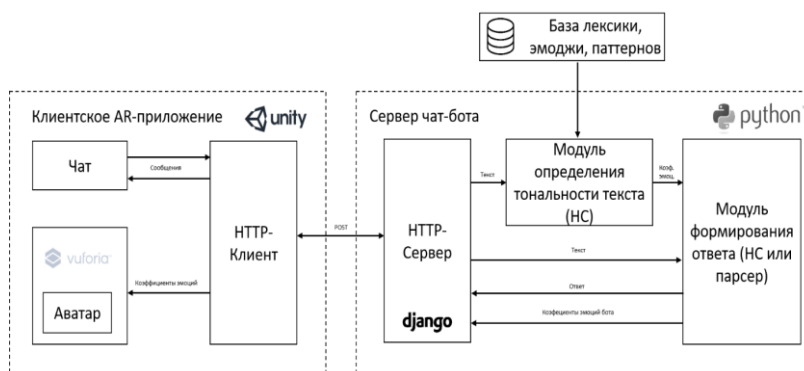 База лексики,
эмоджи, паттернов
Клиентское AR-приложение
unity
Чат
Сообщения
HTTP-
Клиент
vuforia
Аватар
Коэффициенты эмоций
POST
Сервер чат-бота
python
HTTP-
Сервер
django
Текст
Модуль
определения
тональности текста
(НС)
Коэф.
эмоц.
Модуль
формирования
ответа (НС или
парсер)
Текст
Ответ
Коэфециенты эмоций бота